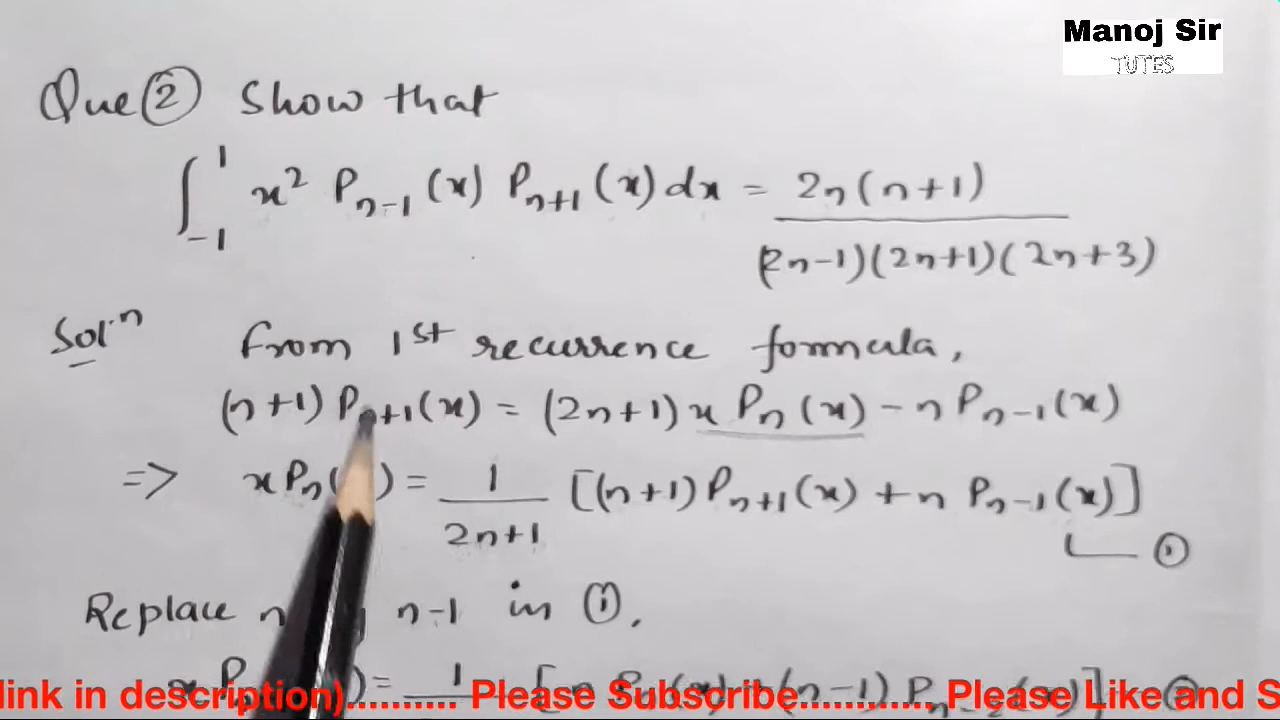 Manoj Sir
TUTES
Que ② Show that
∫_{-1}^{1} x² P_{n-1}(x) P_{n+1}(x) dx = 2n(n+1) / (2n-1)(2n+1)(2n+3)
Solⁿ From 1st recurrence formula,
(n+1) P_{n+1}(x) = (2n+1) x P_n(x) - n P_{n-1}(x)
=> x P_n( ) = 1/(2n+1) [(n+1) P_{n+1}(x) + n P_{n-1}(x)]
①
Replace n n-1 in ①,
link in description).......... Please Subscribe............. Please Like and S